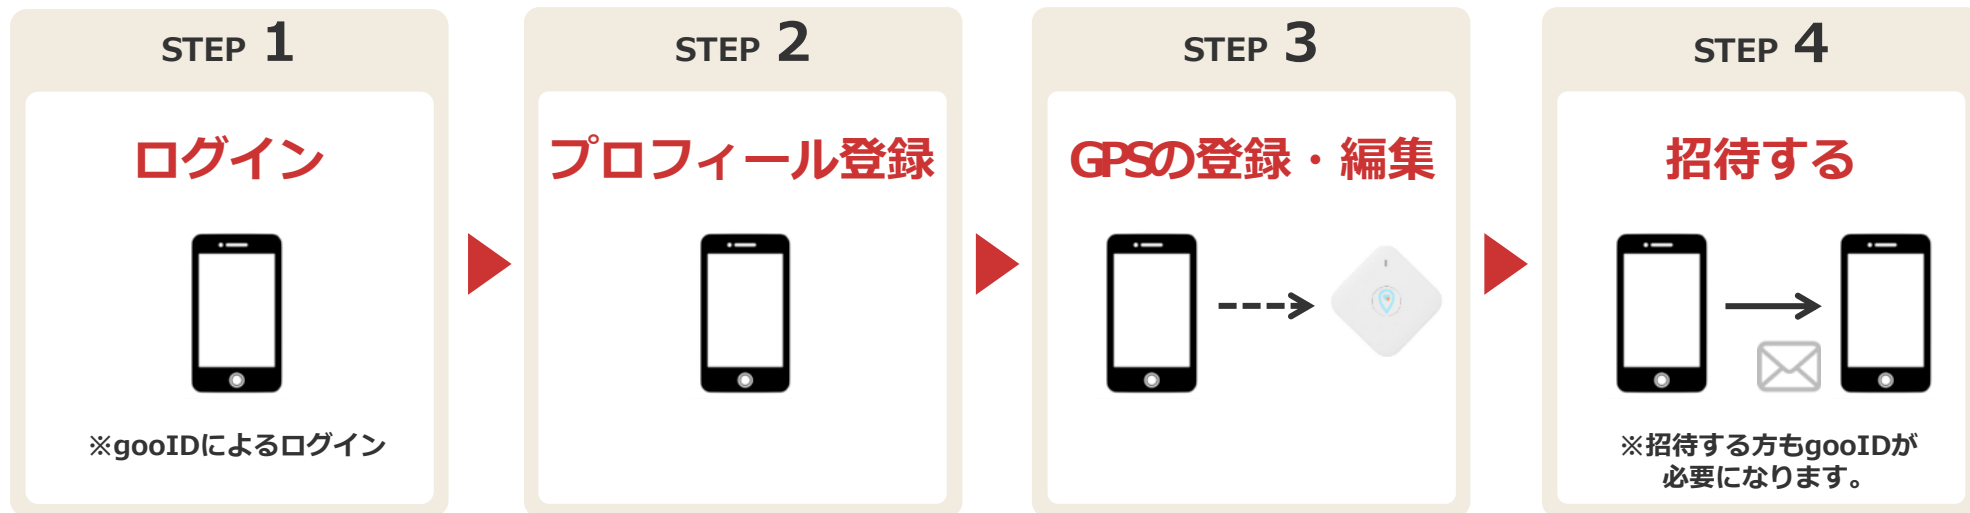 STEP 1
ログイン
※gooIDによるログイン
STEP 2
プロフィール登録
STEP 3
GPSの登録・編集
STEP 4
招待する
※招待する方もgooIDが
必要になります。